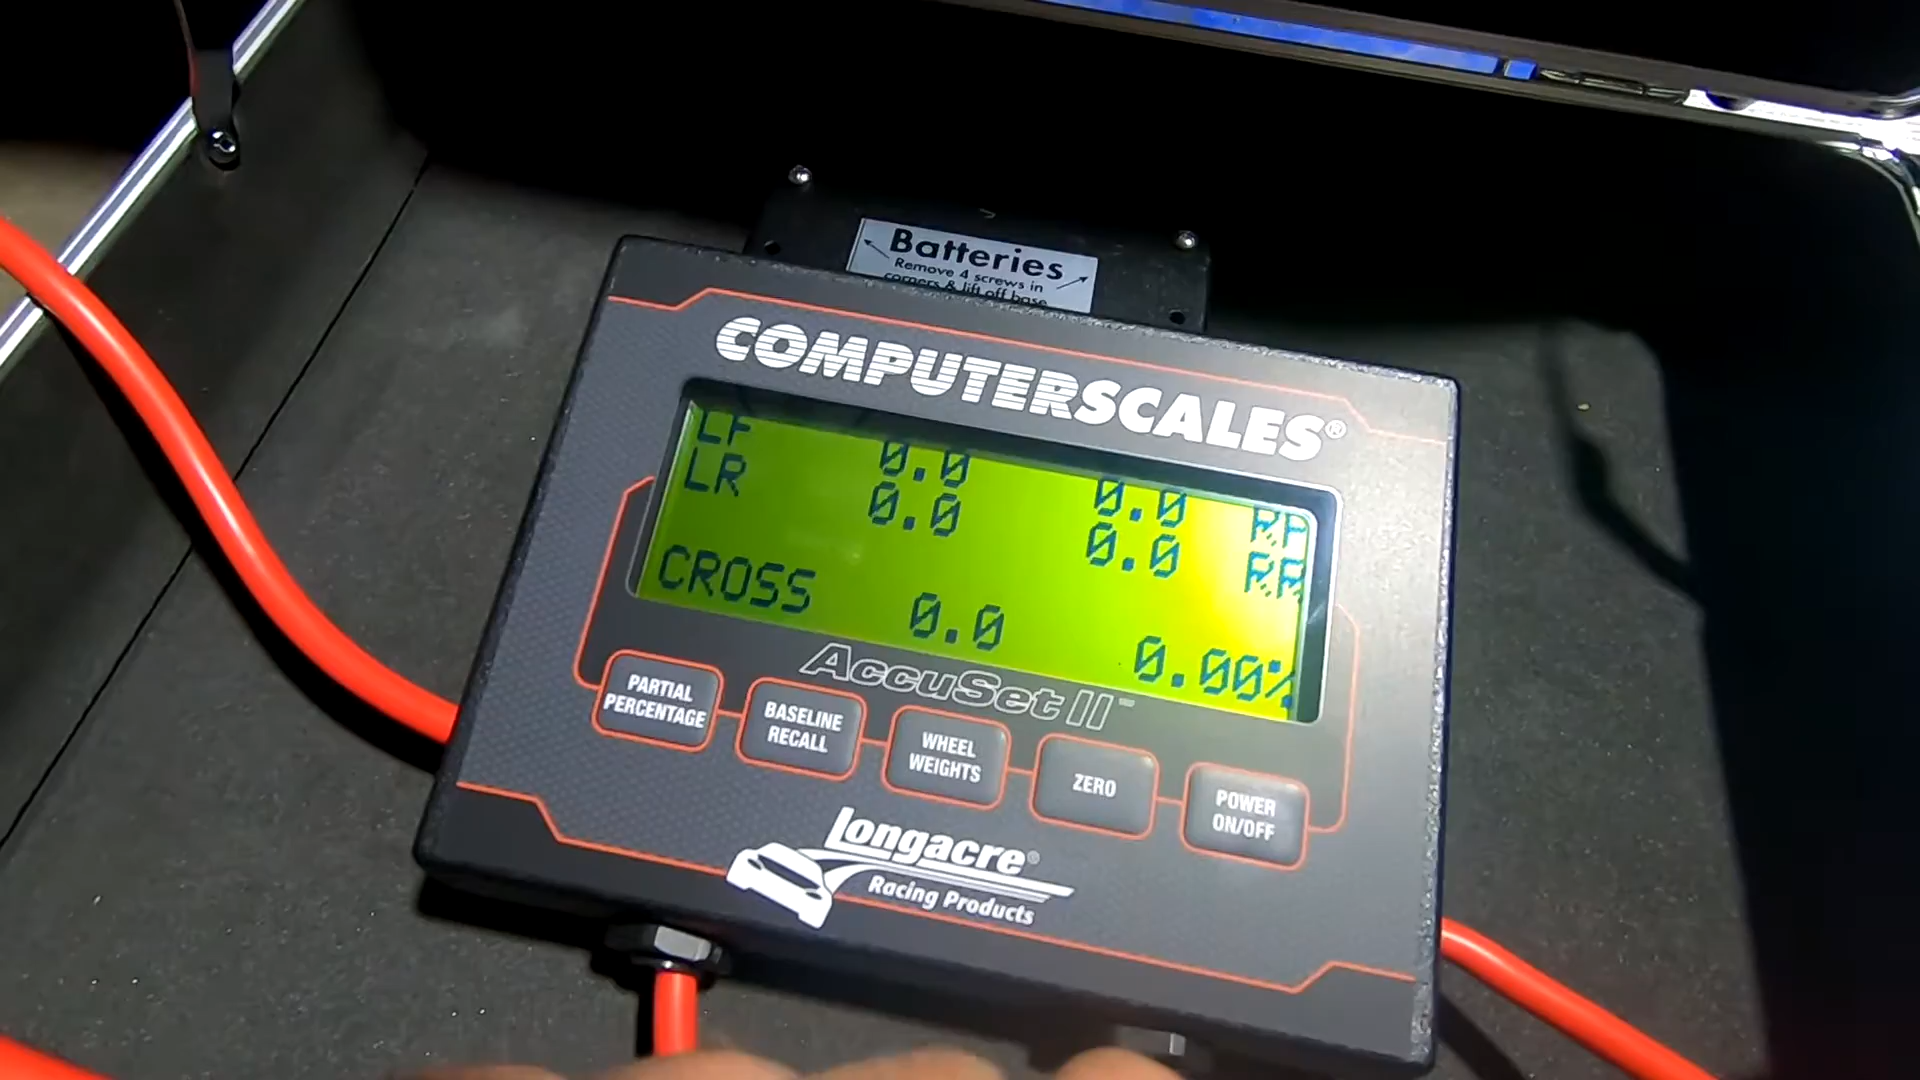 Batteries
Remove 4 screws in
corners & lift off base
COMPUTERSCALES®
LF 0.0 0.0 RF
LR 0.0 0.0 RR
CROSS 0.0 0.00%
AccuSet II™
PARTIAL
PERCENTAGE
BASELINE
RECALL
WHEEL
WEIGHTS
ZERO
POWER
ON/OFF
Longacre®
Racing Products